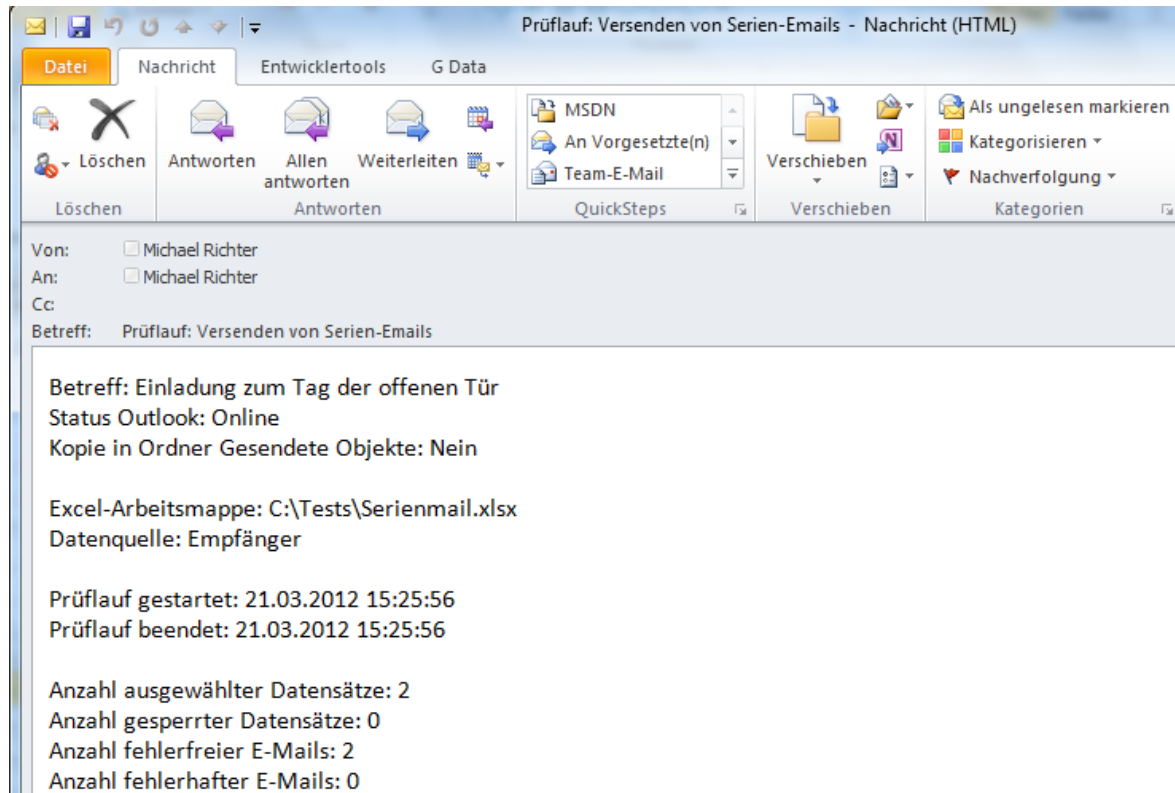 Prüflauf: Versenden von Serien-Emails - Nachricht (HTML)
Datei Nachricht Entwicklertools G Data
MSDN
An Vorgesetzte(n)
Team-E-Mail
Löschen
Antworten
Allen antworten
Weiterleiten
Verschieben
Als ungelesen markieren
Kategorisieren
Nachverfolgung
Löschen Antworten QuickSteps Verschieben Kategorien
Von: Michael Richter
An: Michael Richter
Cc:
Betreff: Prüflauf: Versenden von Serien-Emails
Betreff: Einladung zum Tag der offenen Tür
Status Outlook: Online
Kopie in Ordner Gesendete Objekte: Nein
Excel-Arbeitsmappe: C:\Tests\Serienmail.xlsx
Datenquelle: Empfänger
Prüflauf gestartet: 21.03.2012 15:25:56
Prüflauf beendet: 21.03.2012 15:25:56
Anzahl ausgewählter Datensätze: 2
Anzahl gesperrter Datensätze: 0
Anzahl fehlerfreier E-Mails: 2
Anzahl fehlerhafter E-Mails: 0